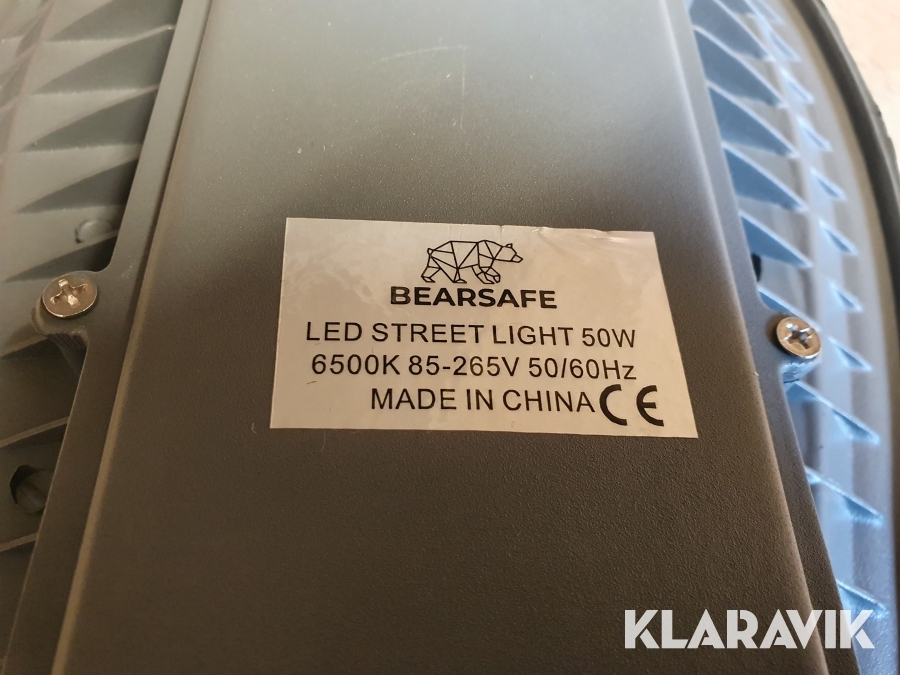 BEARSAFE
LED STREET LIGHT 50W
6500K 85-265V 50/60Hz
MADE IN CHINA CE
KLARAVIK